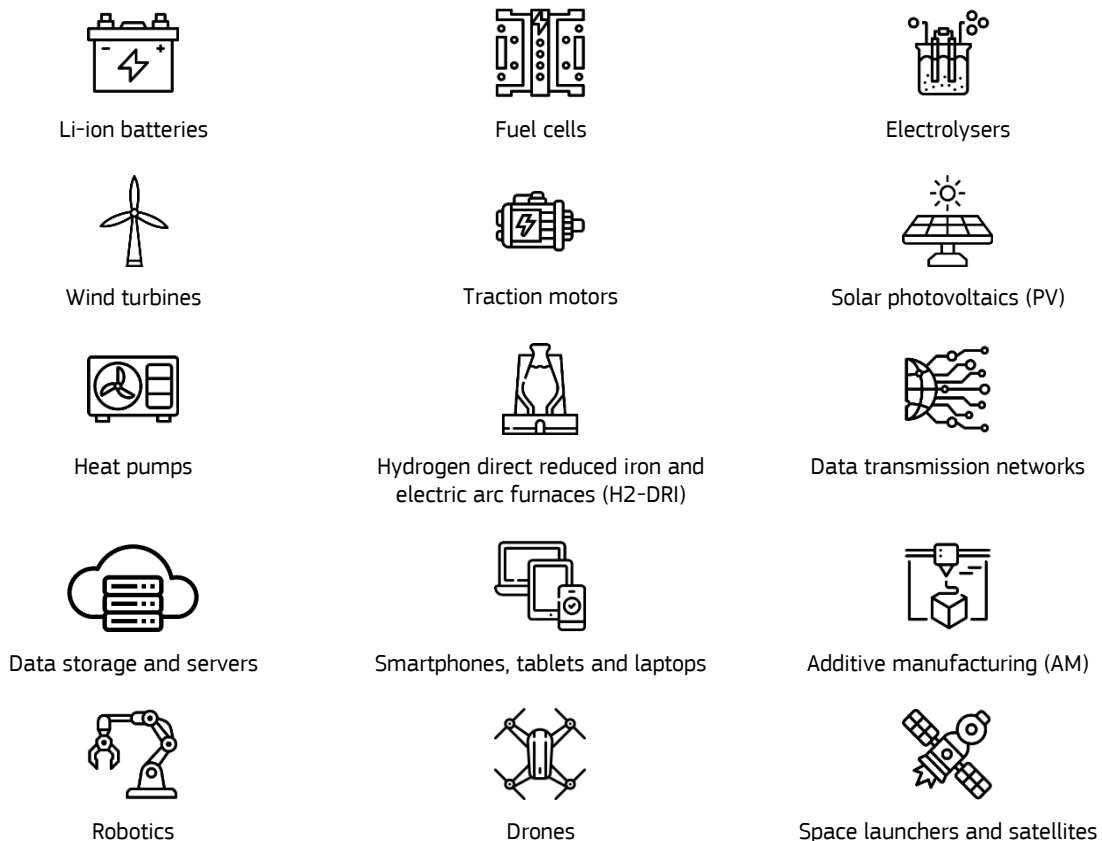 Li-ion batteries
Fuel cells
Electrolysers
Wind turbines
Traction motors
Solar photovoltaics (PV)
Heat pumps
Hydrogen direct reduced iron and
electric arc furnaces (H2-DRI)
Data transmission networks
Data storage and servers
Smartphones, tablets and laptops
Additive manufacturing (AM)
Robotics
Drones
Space launchers and satellites